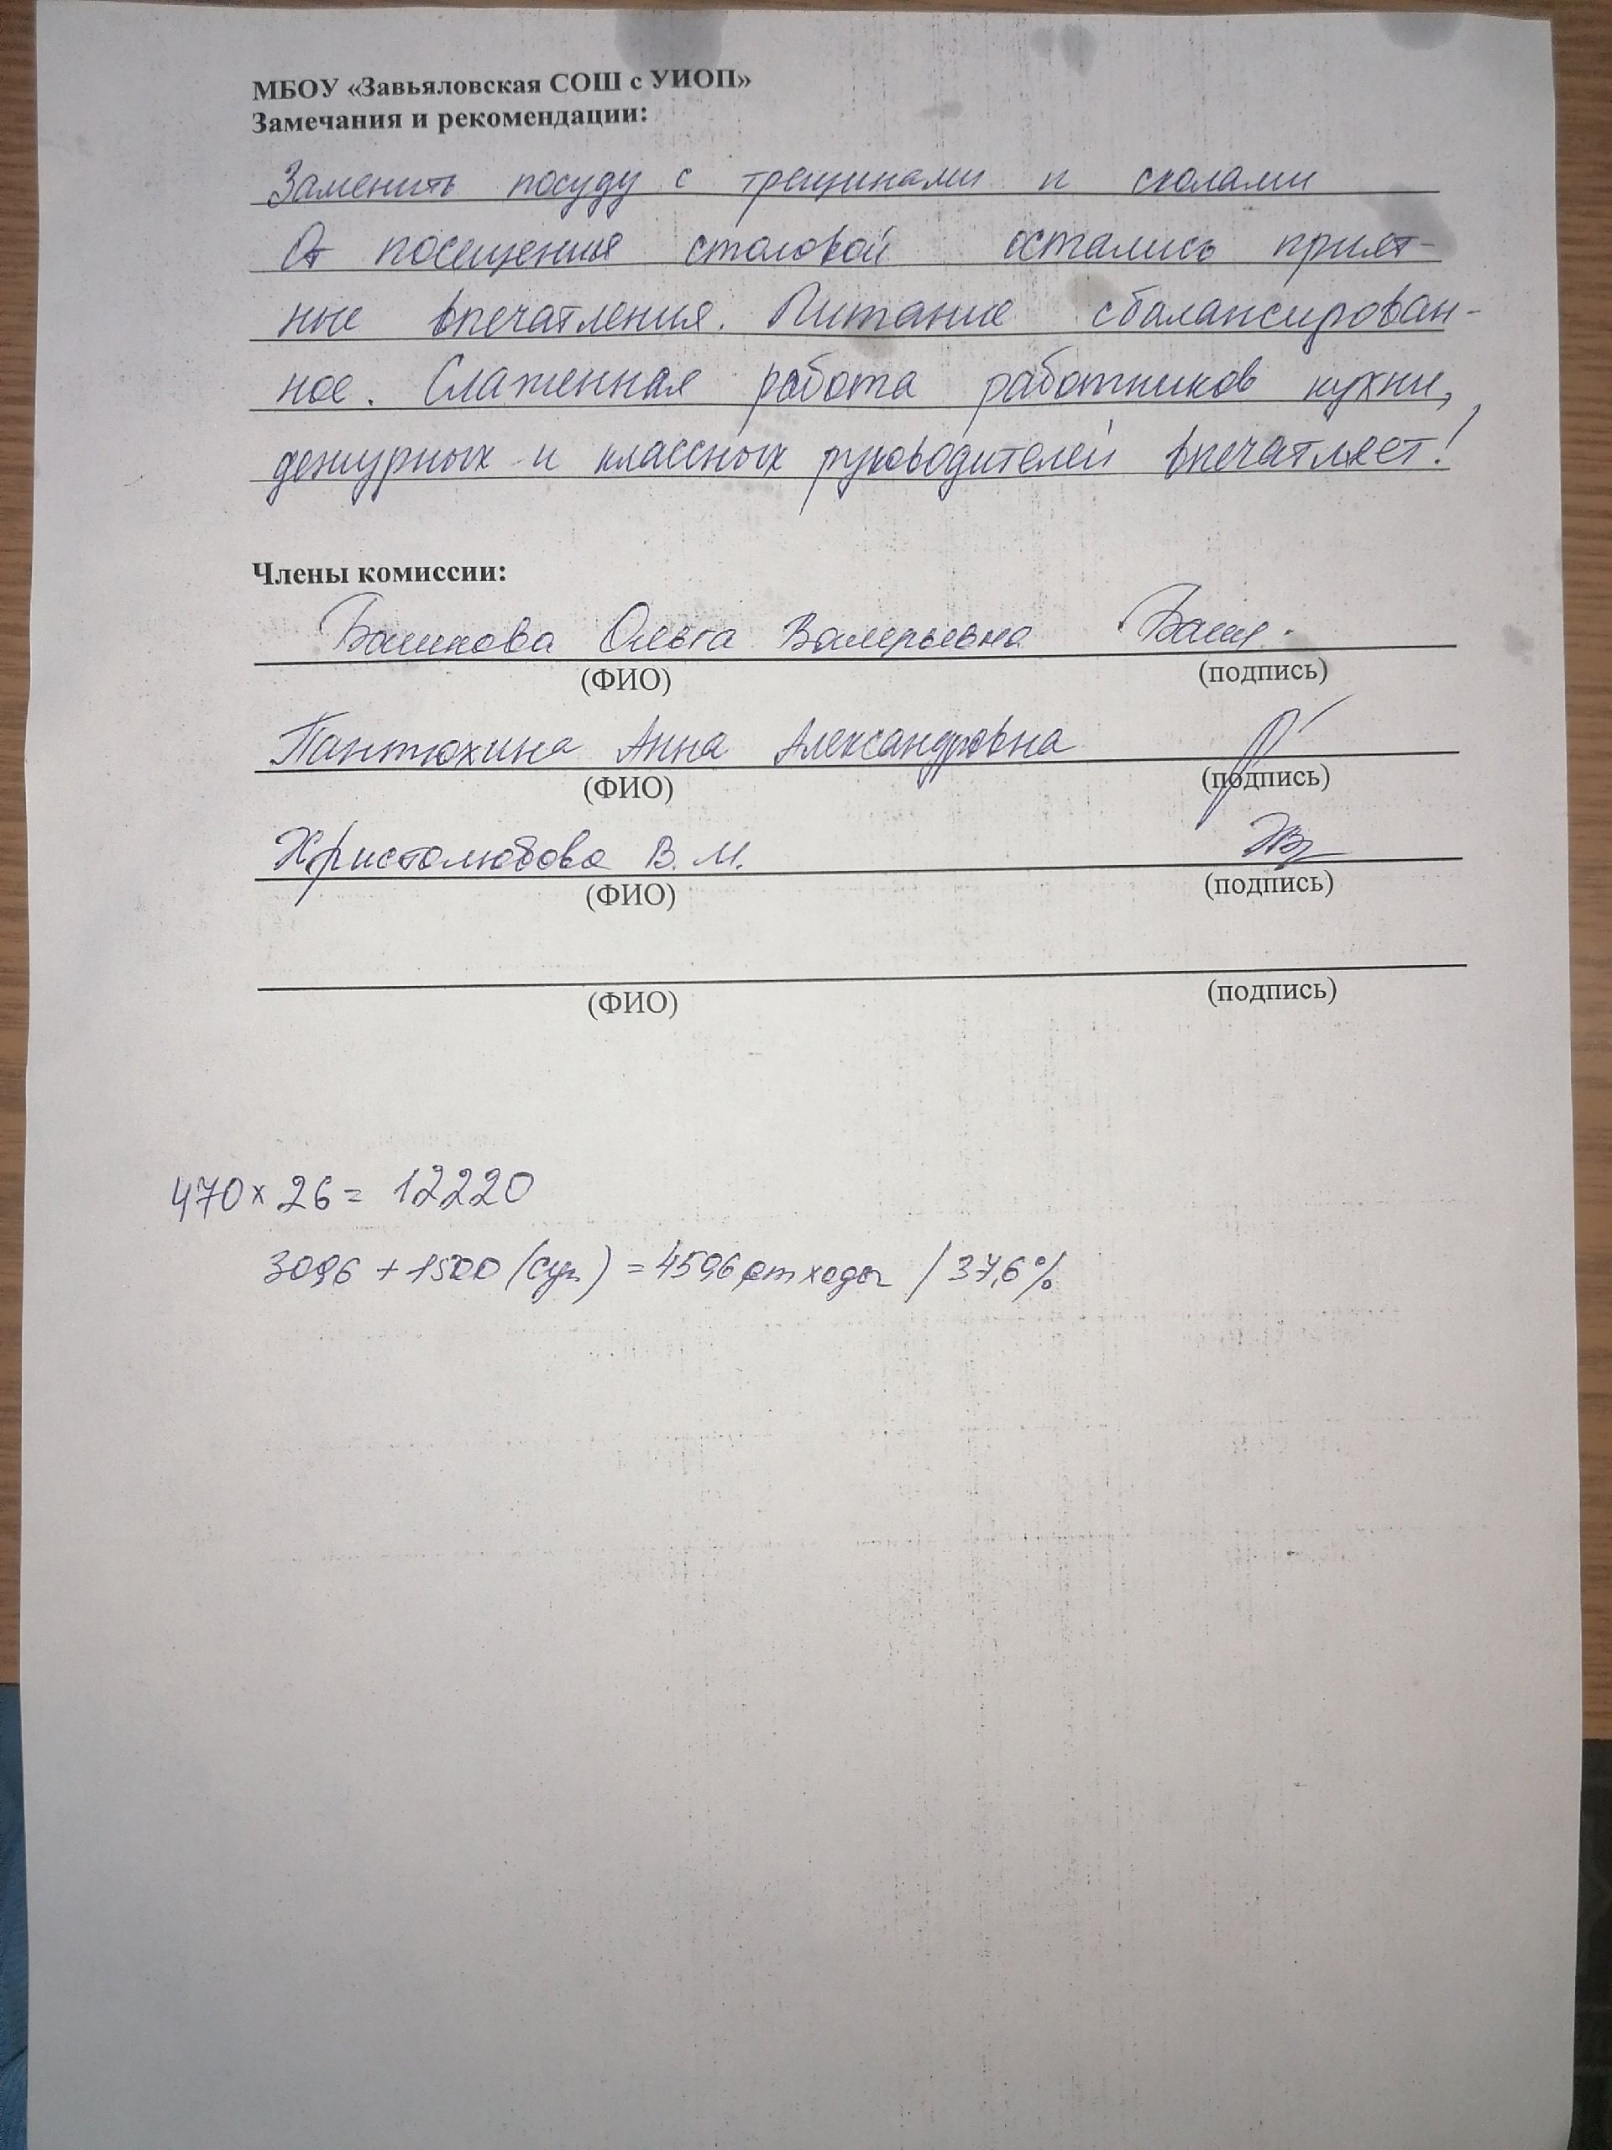 МБОУ «Завьяловская СОШ с УИОП»
Замечания и рекомендации:
Заменить посуду с трещинами и сколами
От посещения столовой остались прият-
ные впечатления. Питание сбалансирован-
ное. Слаженная работа работников кухни,
дежурных и классных руководителей впечатляет!
Члены комиссии:
Башкова Ольга Валерьевна Баш.
(ФИО) (подпись)
Пантюхина Анна Александровна
(ФИО) (подпись)
Христолюбова В.М.
(ФИО) (подпись)
(ФИО) (подпись)
470 x 26 = 12220
3096 + 1500 (суп) = 4596 отходы / 37,6%